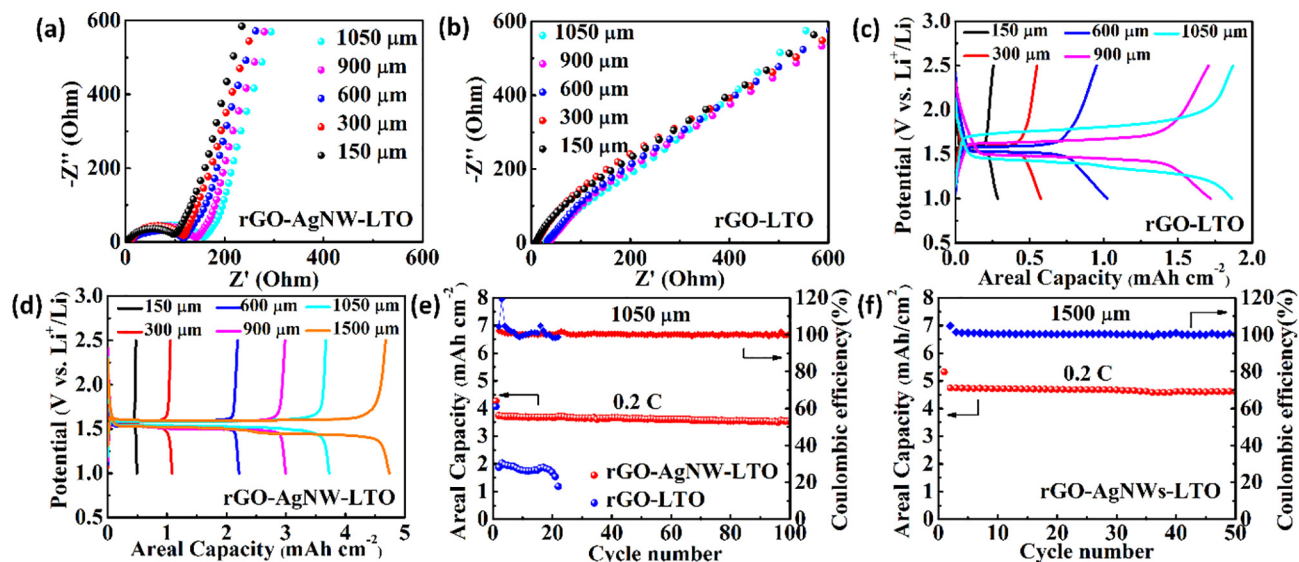 (a)
1050 μm
900 μm
600 μm
300 μm
150 μm
rGO-AgNW-LTO
-Z'' (Ohm)
600
400
200
0
0 200 400 600
Z' (Ohm)
(b)
1050 μm
900 μm
600 μm
300 μm
150 μm
rGO-LTO
-Z'' (Ohm)
600
400
200
0
0 200 400 600
Z' (Ohm)
(c)
150 μm 600 μm 1050 μm
300 μm 900 μm
rGO-LTO
Potential (V vs. Li+/Li)
3.0
2.5
2.0
1.5
1.0
0.5
0.0 0.5 1.0 1.5 2.0
Areal Capacity (mAh cm-2)
(d)
150 μm 600 μm 1050 μm
300 μm 900 μm 1500 μm
rGO-AgNW-LTO
Potential (V vs. Li+/Li)
3.0
2.5
2.0
1.5
1.0
0.5
0 1 2 3 4 5
Areal Capacity (mAh cm-2)
(e)
1050 μm
0.2 C
rGO-AgNW-LTO
rGO-LTO
Areal Capacity (mAh cm-2)
8
7
6
5
4
3
2
1
0
0 20 40 60 80 100
Cycle number
120
100
80
60
40
20
0
Coulombic efficiency(%)
(f)
1500 μm
0.2 C
rGO-AgNWs-LTO
Areal Capacity (mAh/cm2)
8
7
6
5
4
3
2
1
0
0 10 20 30 40 50
Cycle number
120
100
80
60
40
20
0
Coulombic efficiency(%)